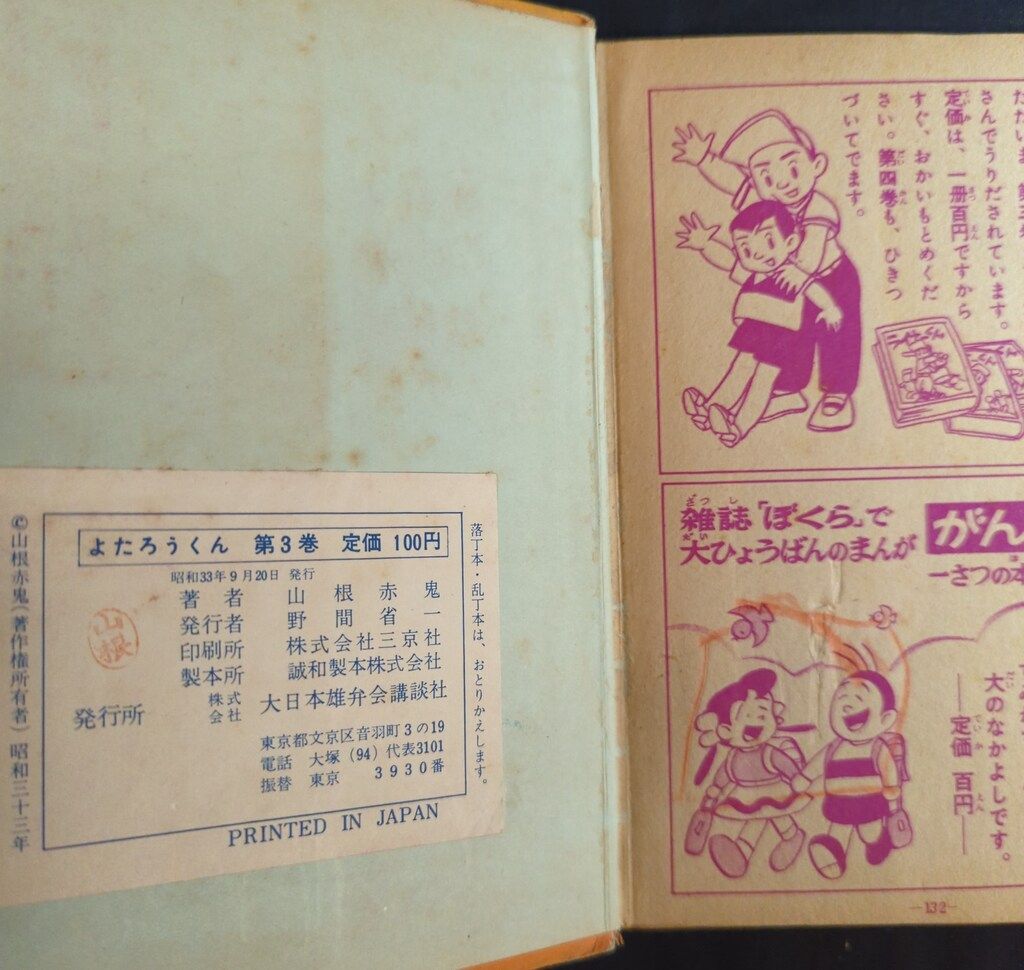 よたろうくん 第3巻 定価 100円
昭和33年9月20日 発行
著者 山根赤鬼
発行者 野間省一
印刷所 株式会社三京社
製本所 誠和製本株式会社
発行所 株式会社 大日本雄弁会講談社
東京都文京区音羽町3の19
電話 大塚(94)代表3101
振替 東京 3930番
PRINTED IN JAPAN
落丁本・乱丁本は、おとりかえします。
©山根赤鬼(著作権所有者)昭和三十三年
山根
さんでうりだされています。
定価は、一冊百円ですから
すぐ、おかいもとめくだ
さい。第四巻も、ひきつ
づいてでます。
雑誌「ぼくら」で
大ひょうばんのまんが
がん
一さつの本
大のなかよしです。
―定価 百円―
―132―